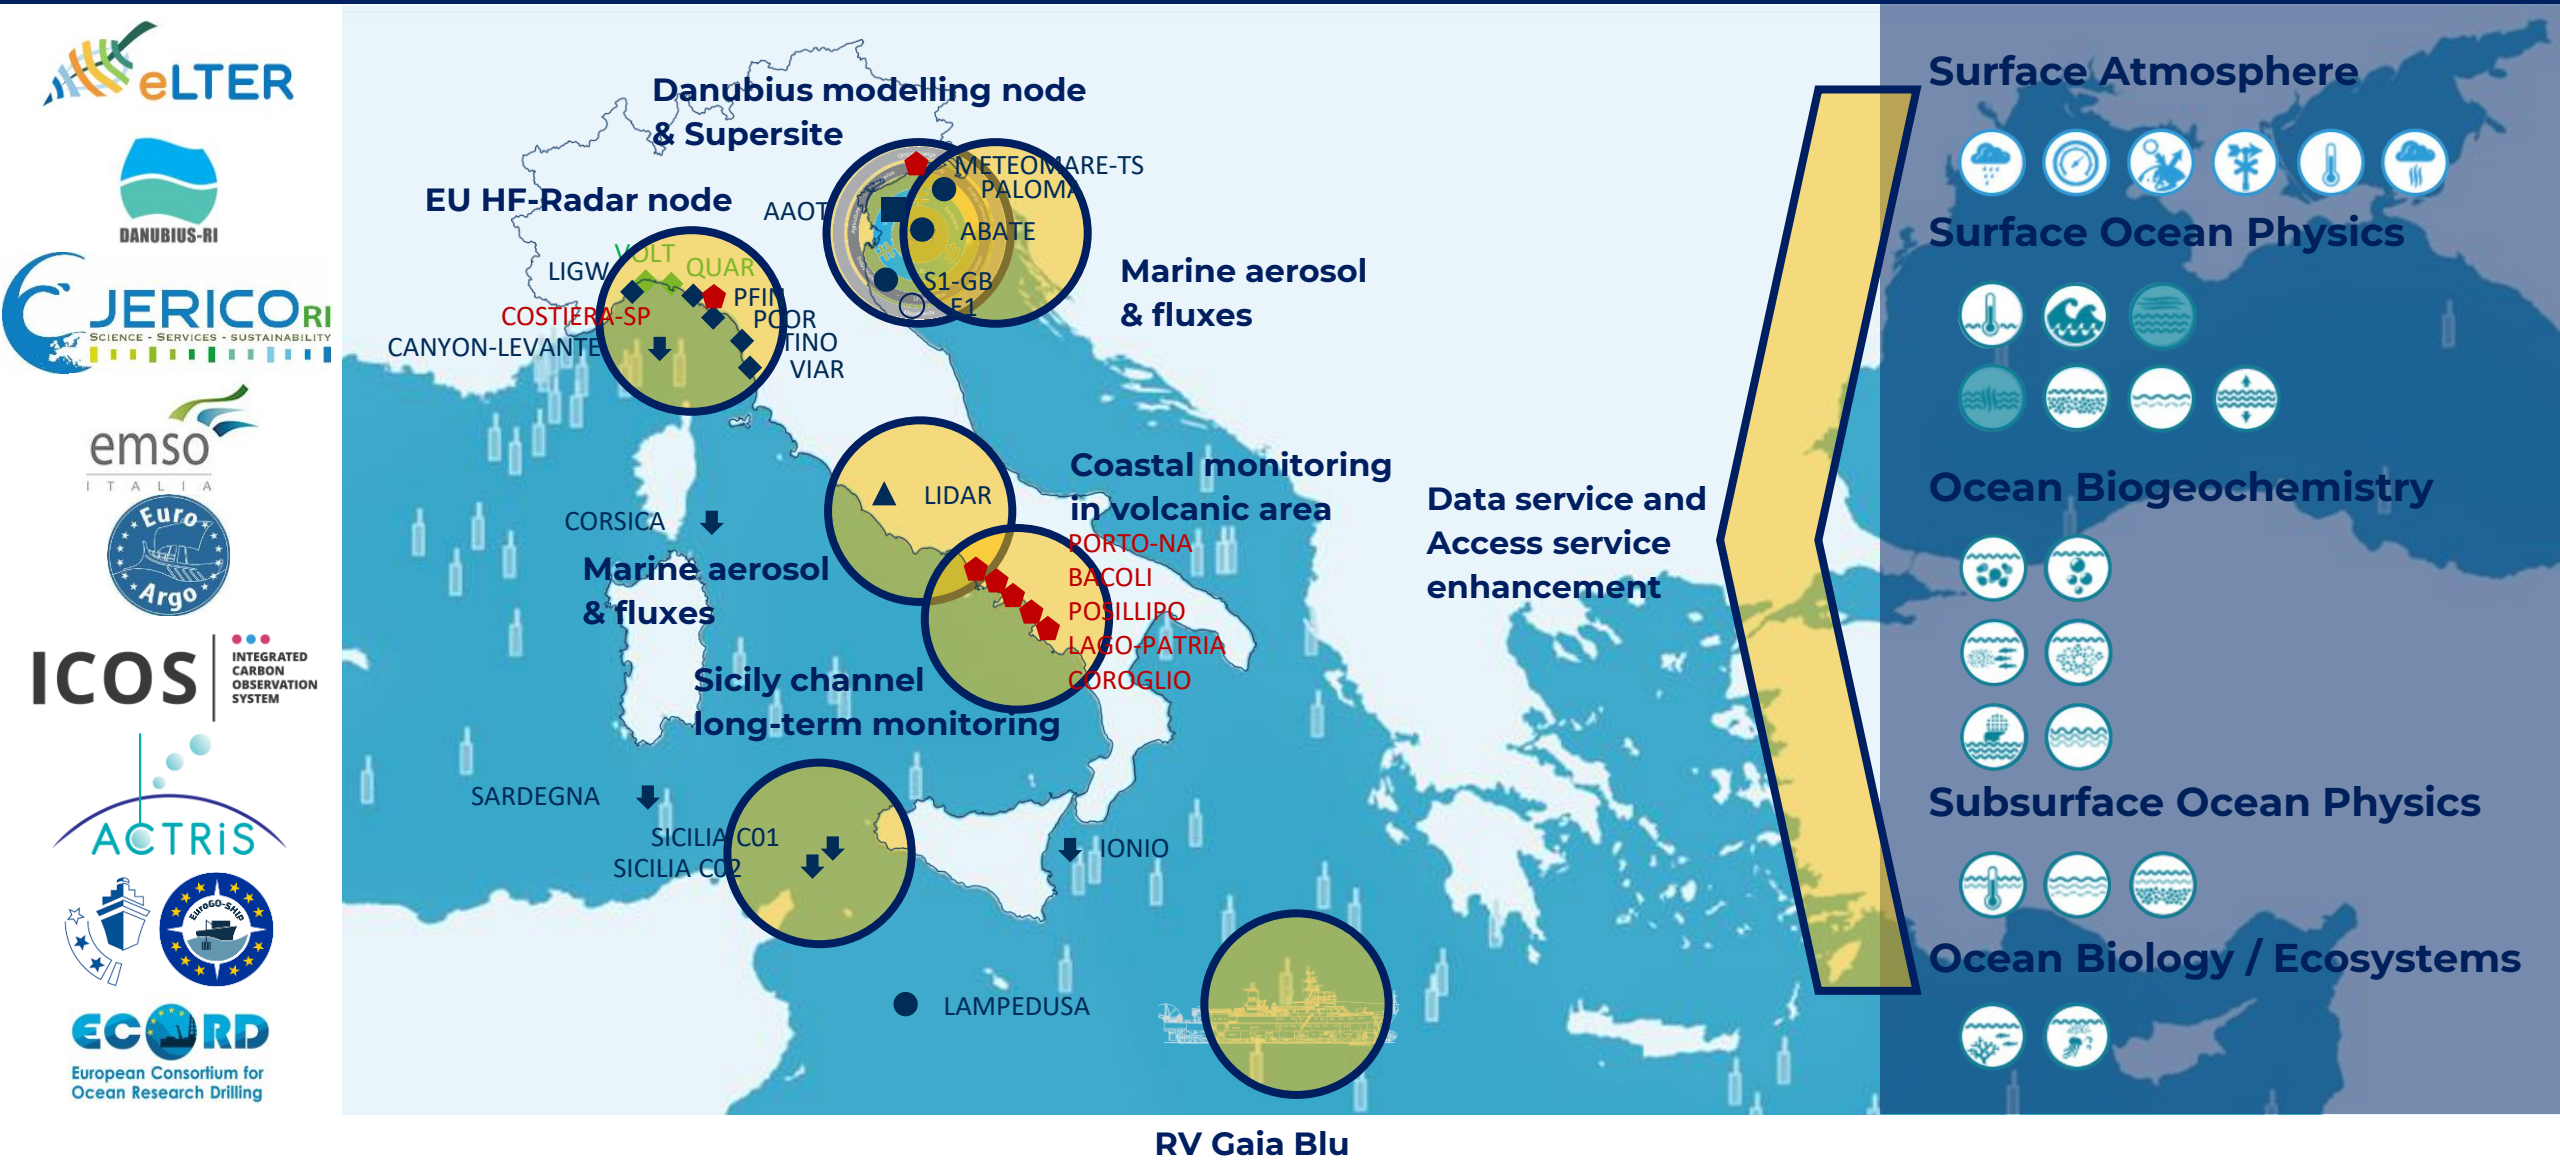 eLTER
DANUBIUS-RI
JERICO RI
SCIENCE - SERVICES - SUSTAINABILITY
emso
ITALIA
Euro
Argo
ICOS
INTEGRATED
CARBON
OBSERVATION
SYSTEM
ACTRiS
EuroGO-SHIP
ECORD
European Consortium for
Ocean Research Drilling
Danubius modelling node
& Supersite
EU HF-Radar node
METEOMARE-TS
PALOMA
AAOT
ABATE
S1-GB
E1
Marine aerosol
& fluxes
VOLT
LIGW
QUAR
PFIN
COSTIERA-SP
PCOR
CANYON-LEVANTE
TINO
VIAR
LIDAR
CORSICA
Marine aerosol
& fluxes
Coastal monitoring
in volcanic area
PORTO-NA
BACOLI
POSILLIPO
LAGO-PATRIA
COROGLIO
Sicily channel
long-term monitoring
SARDEGNA
SICILIA C01
SICILIA C02
IONIO
LAMPEDUSA
RV Gaia Blu
Data service and
Access service
enhancement
Surface Atmosphere
Surface Ocean Physics
Ocean Biogeochemistry
Subsurface Ocean Physics
Ocean Biology / Ecosystems